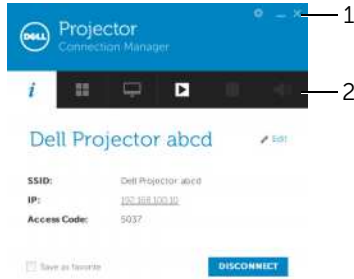 DELL
Projector
Connection Manager
1
i
2
Dell Projector abcd
Edit
SSID: Dell Projector abcd
IP: 192.168.100.10
Access Code: 5037
Save as favorite
DISCONNECT